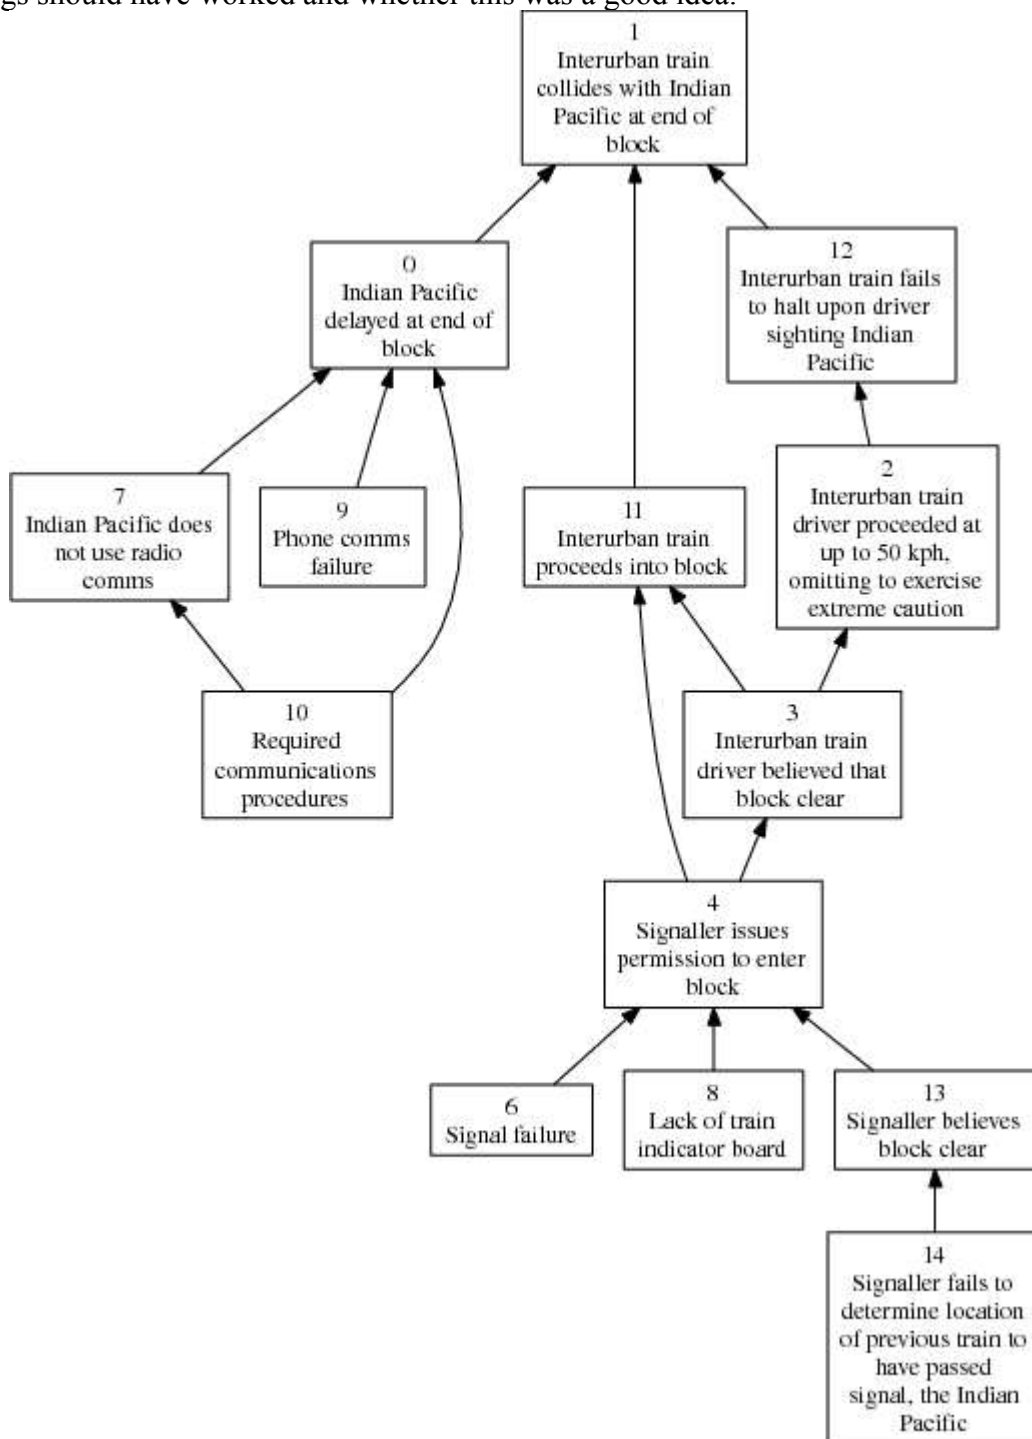 gs should have worked and whether this was a good idea.
1
Interurban train
collides with Indian
Pacific at end of
block
0
Indian Pacific
delayed at end of
block
12
Interurban train fails
to halt upon driver
sighting Indian
Pacific
7
Indian Pacific does
not use radio
comms
9
Phone comms
failure
11
Interurban train
proceeds into block
2
Interurban train
driver proceeded at
up to 50 kph,
omitting to exercise
extreme caution
10
Required
communications
procedures
3
Interurban train
driver believed that
block clear
4
Signaller issues
permission to enter
block
6
Signal failure
8
Lack of train
indicator board
13
Signaller believes
block clear
14
Signaller fails to
determine location
of previous train to
have passed
signal, the Indian
Pacific